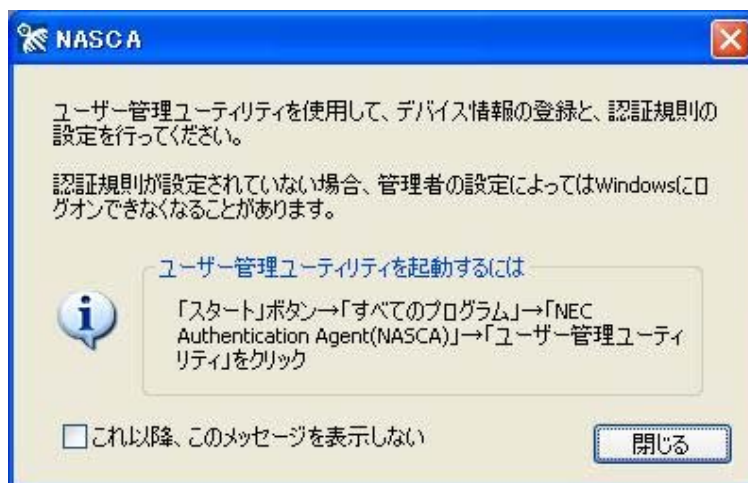 NASCA
ユーザー管理ユーティリティを使用して、デバイス情報の登録と、認証規則の
設定を行ってください。
認証規則が設定されていない場合、管理者の設定によってはWindowsにロ
グオンできなくなることがあります。
ユーザー管理ユーティリティを起動するには
「スタート」ボタン→「すべてのプログラム」→「NEC
Authentication Agent(NASCA)」→「ユーザー管理ユーティ
リティ」をクリック
これ以降、このメッセージを表示しない
閉じる